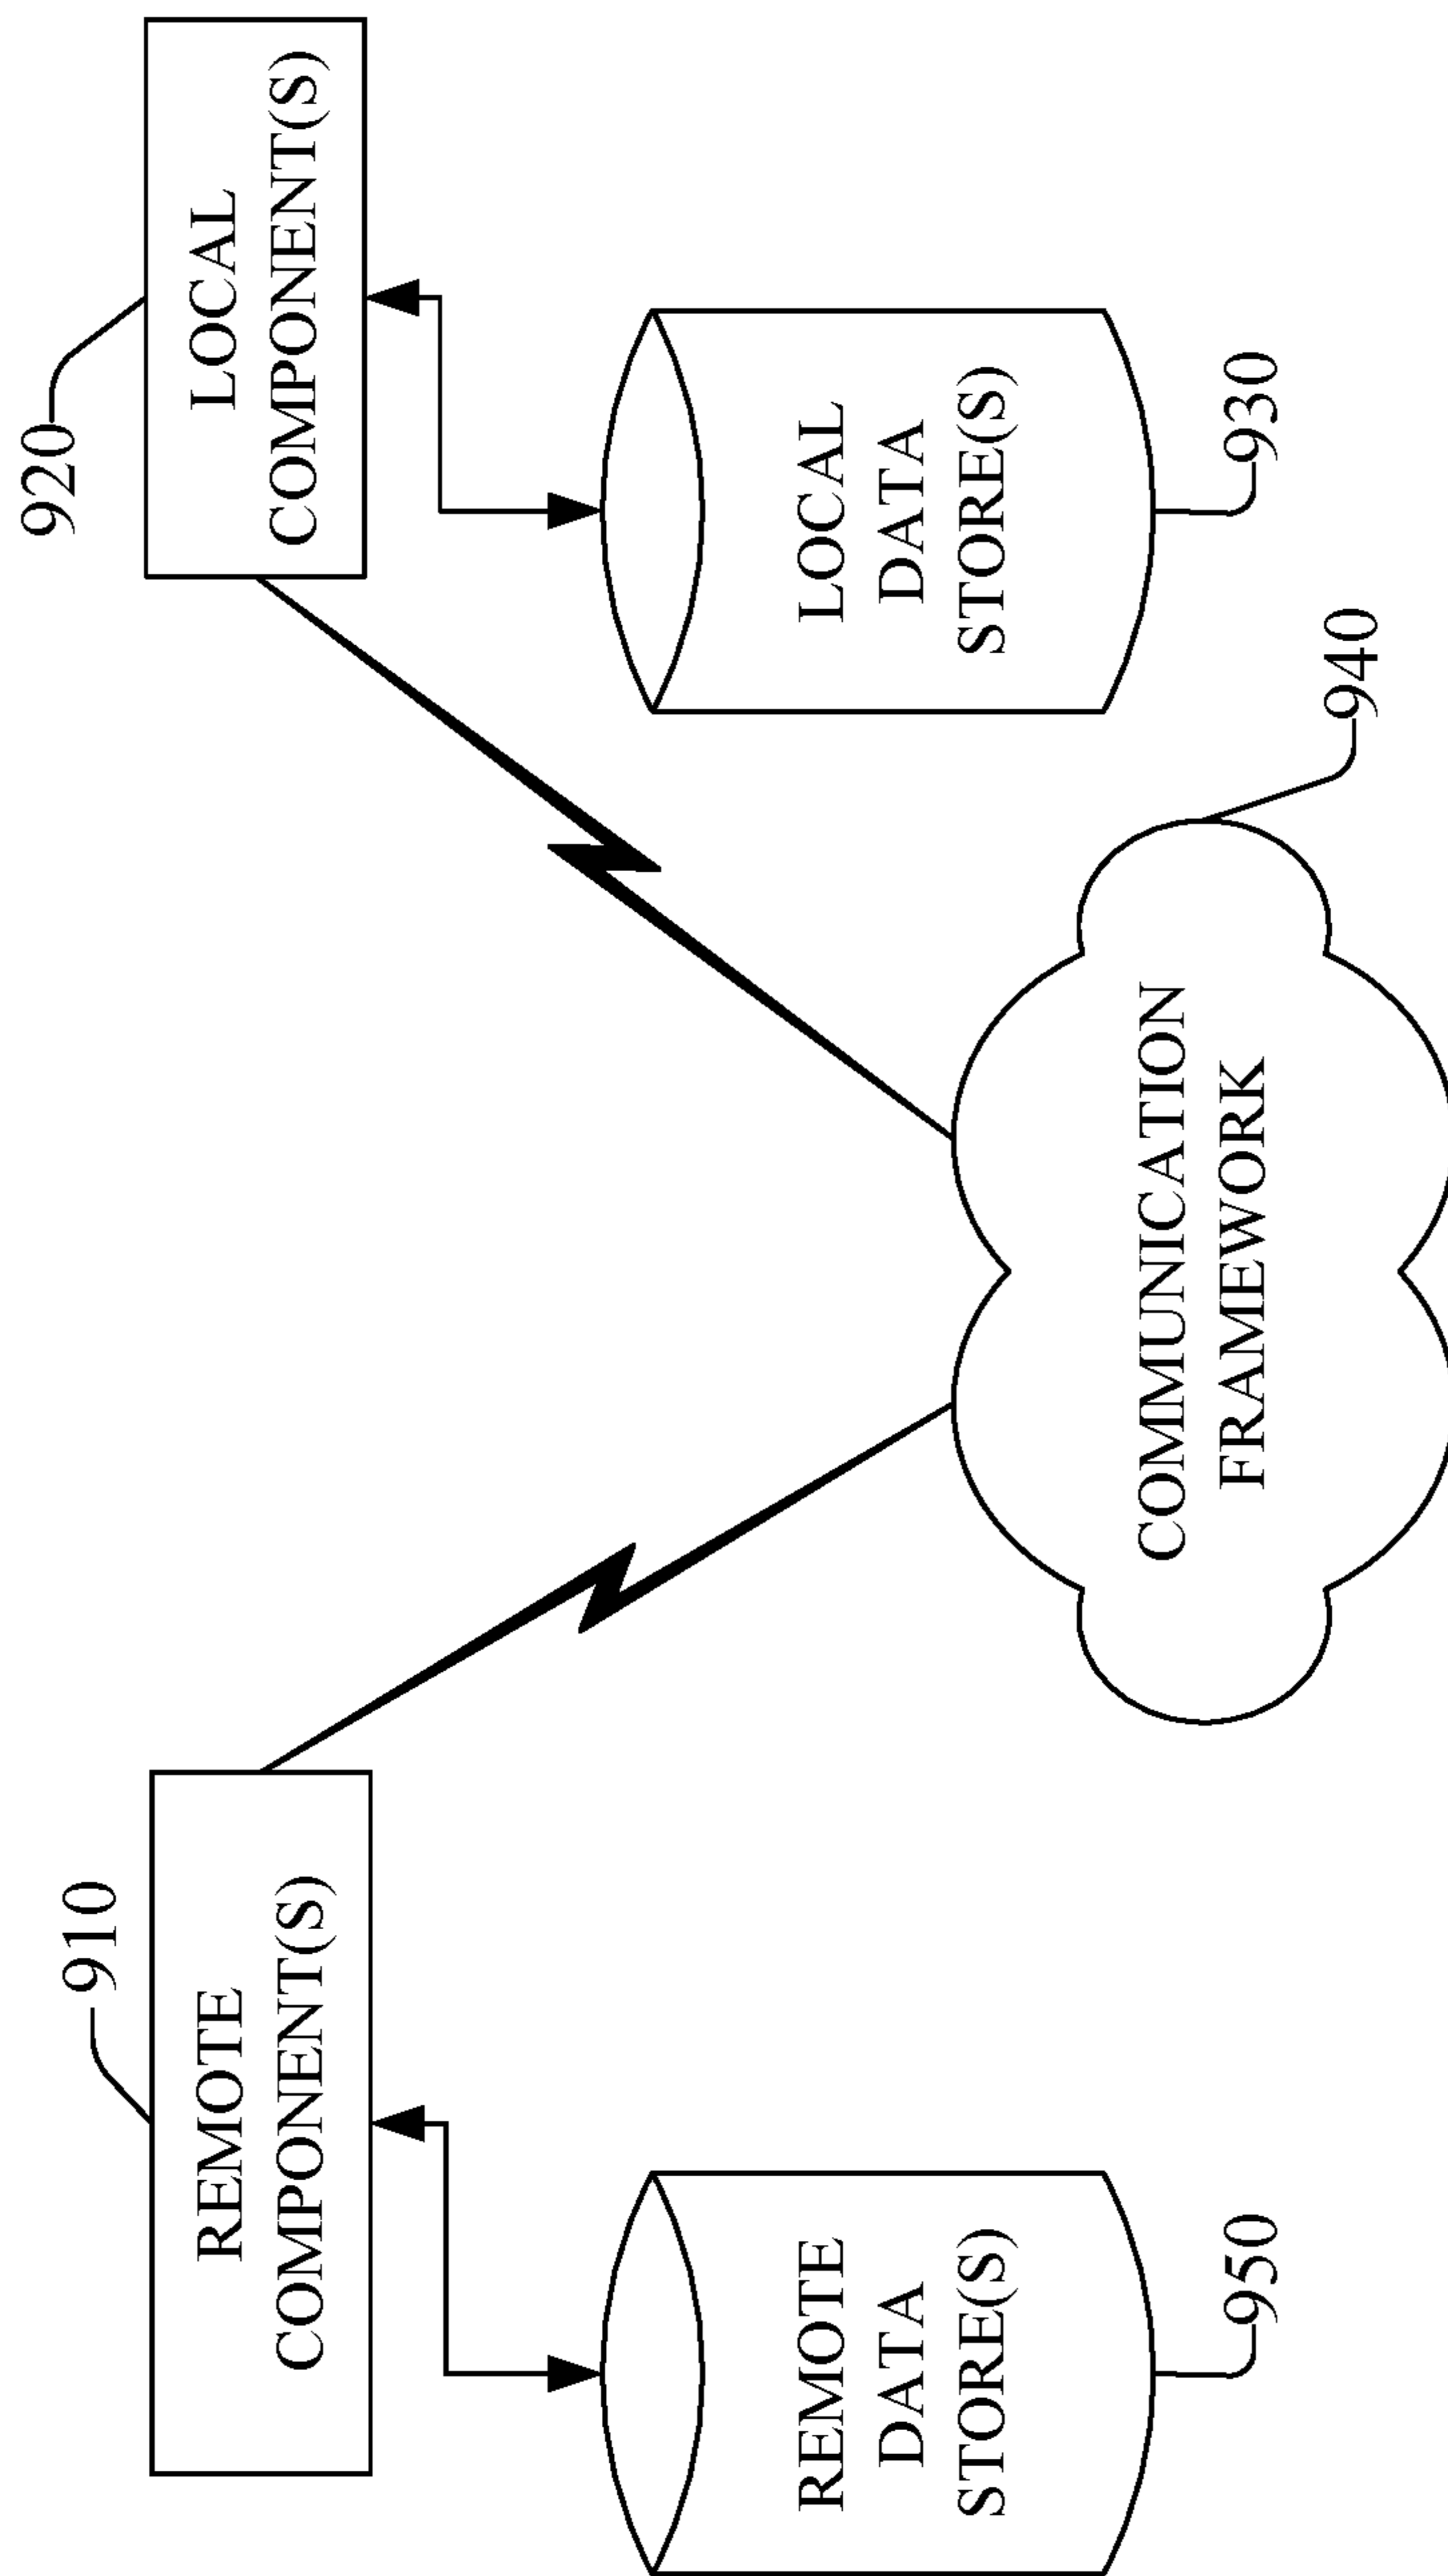 910
REMOTE
COMPONENT(S)
920
LOCAL
COMPONENT(S)
REMOTE
DATA
STORE(S)
950
LOCAL
DATA
STORE(S)
930
COMMUNICATION
FRAMEWORK
940